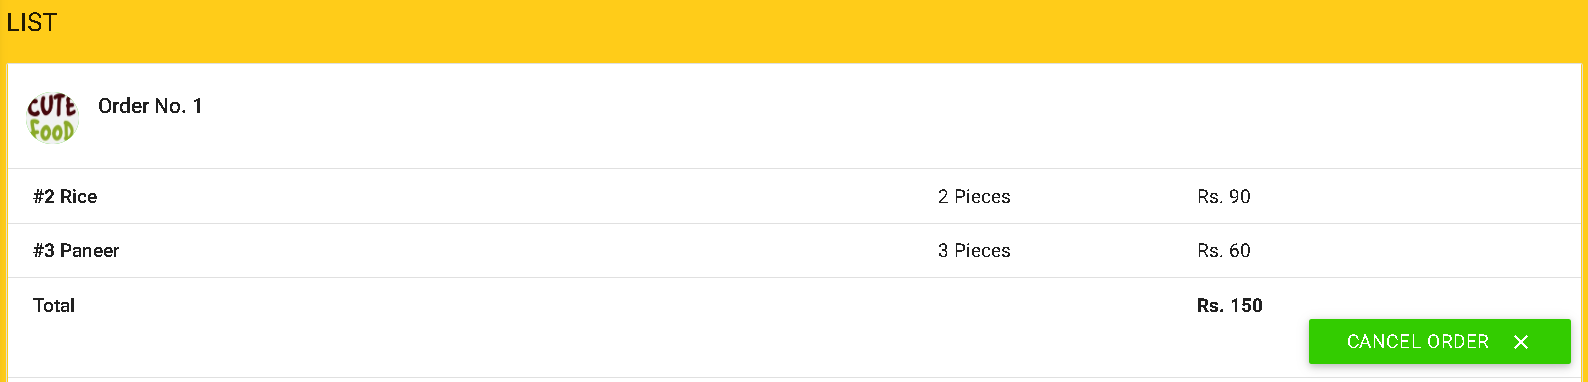 LIST
CUTE
FOOD
Order No. 1
#2 Rice 2 Pieces Rs. 90
#3 Paneer 3 Pieces Rs. 60
Total Rs. 150
CANCEL ORDER